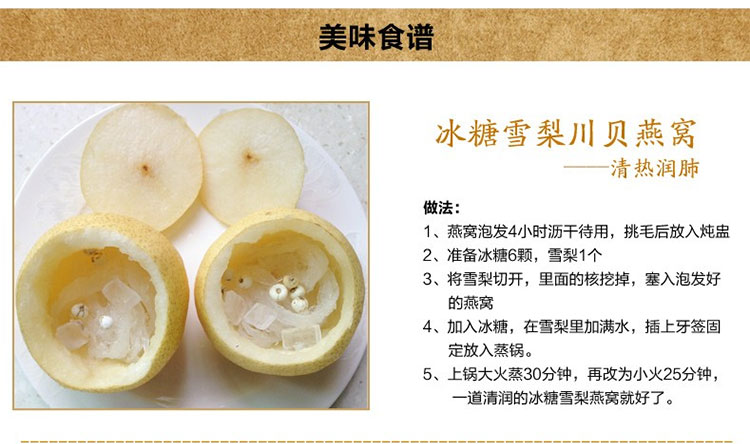 美味食谱
冰糖雪梨川贝燕窝
——清热润肺
做法：
1、燕窝泡发4小时沥干待用，挑毛后放入炖盅
2、准备冰糖6颗，雪梨1个
3、将雪梨切开，里面的核挖掉，塞入泡发好
的燕窝
4、加入冰糖，在雪梨里加满水，插上牙签固
定放入蒸锅。
5、上锅大火蒸30分钟，再改为小火25分钟，
一道清润的冰糖雪梨燕窝就好了。